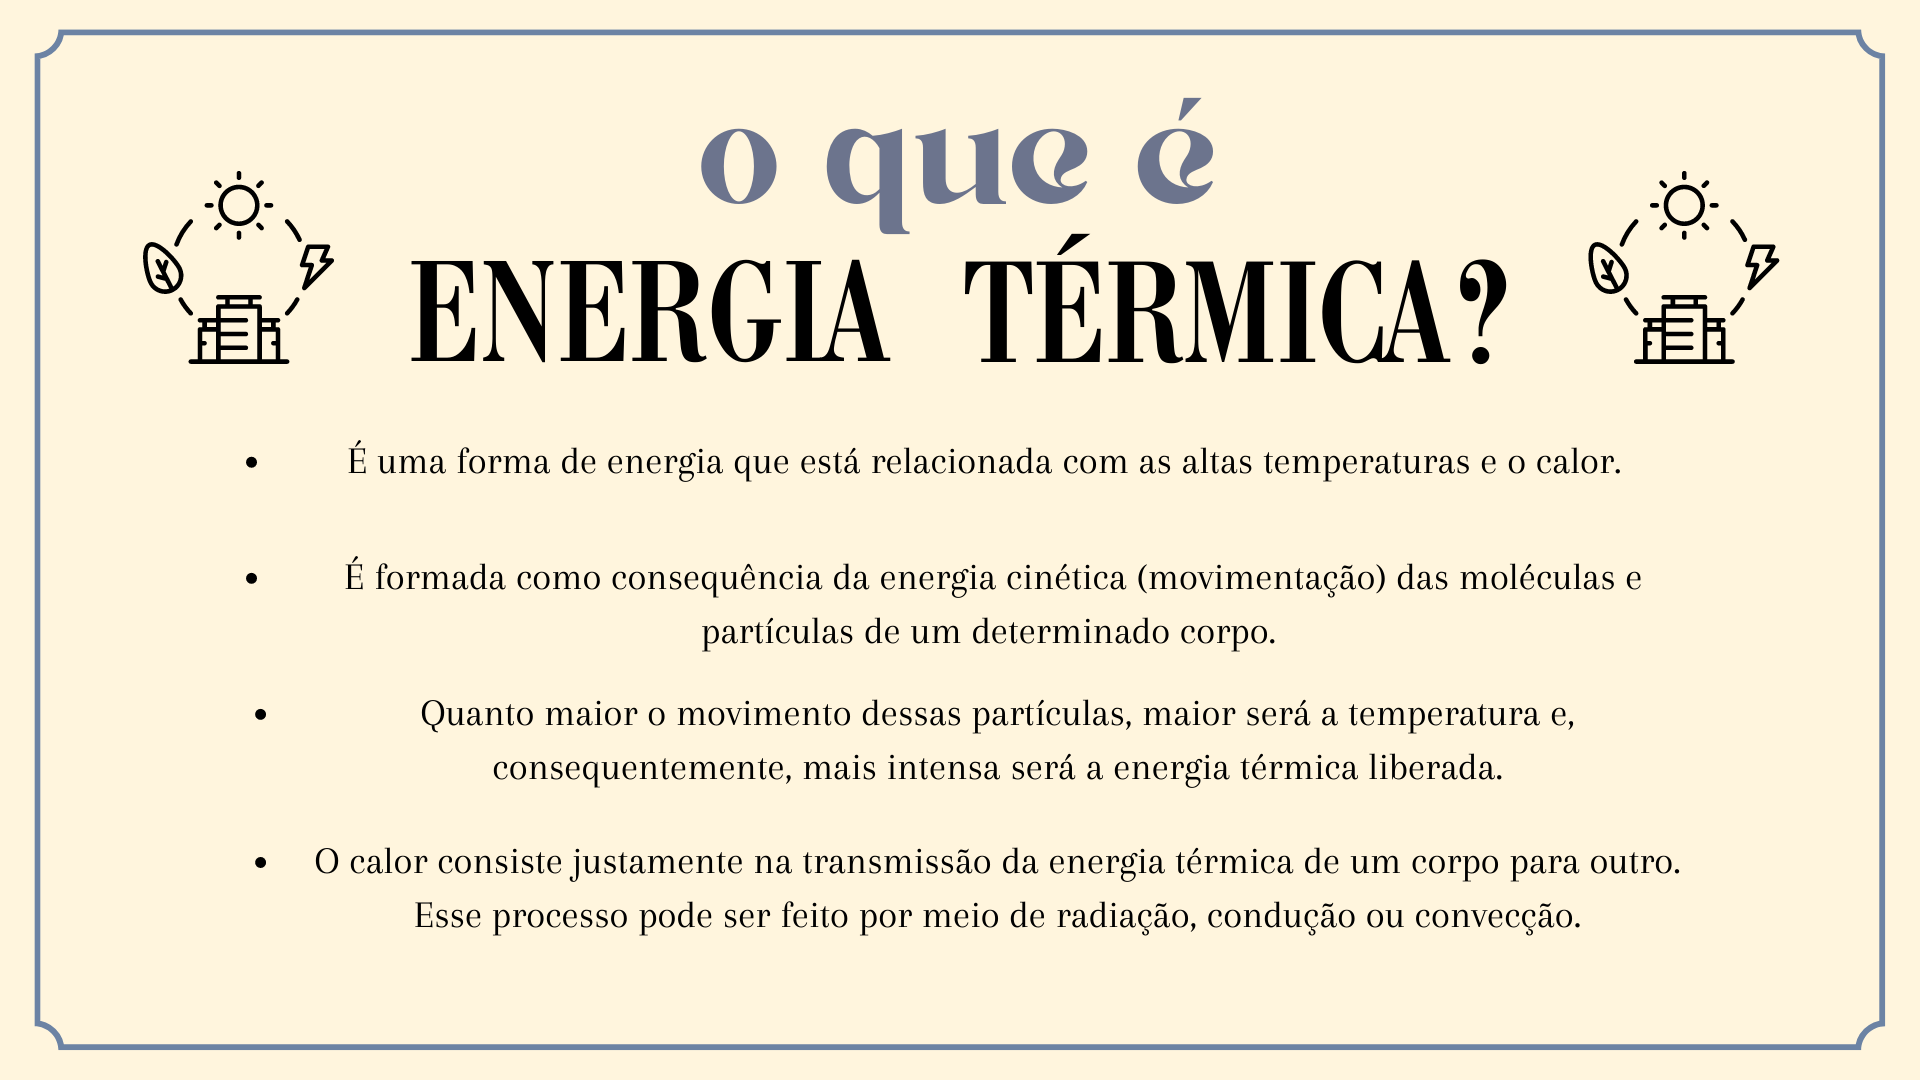 o que é
ENERGIA TÉRMICA?
• É uma forma de energia que está relacionada com as altas temperaturas e o calor.
• É formada como consequência da energia cinética (movimentação) das moléculas e
partículas de um determinado corpo.
• Quanto maior o movimento dessas partículas, maior será a temperatura e,
consequentemente, mais intensa será a energia térmica liberada.
• O calor consiste justamente na transmissão da energia térmica de um corpo para outro.
Esse processo pode ser feito por meio de radiação, condução ou convecção.